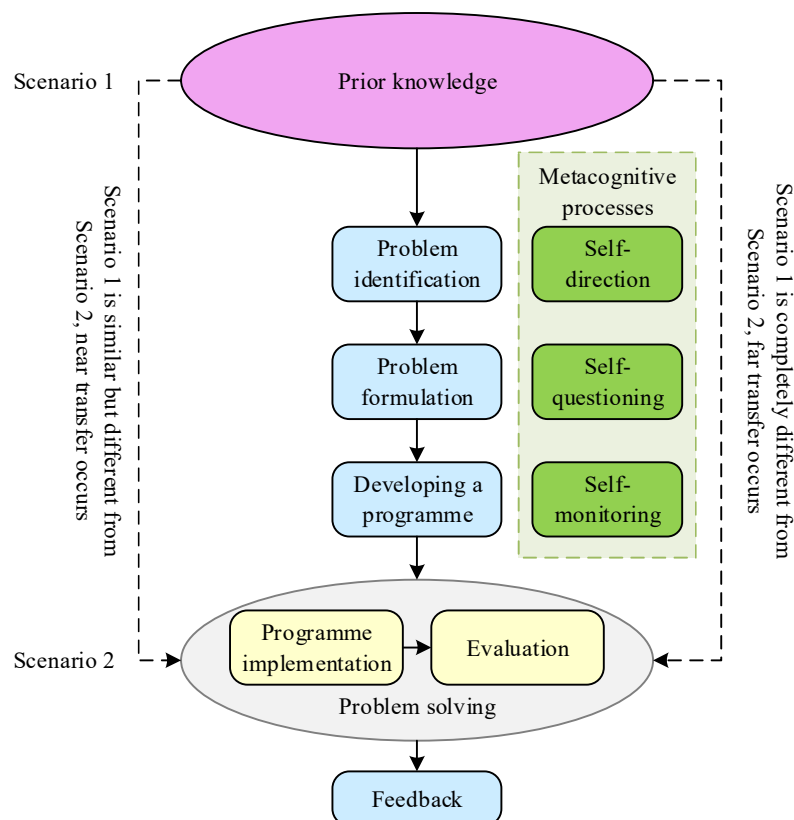 Scenario 1
Prior knowledge
Metacognitive
processes
Problem
identification
Self-
direction
Problem
formulation
Self-
questioning
Developing a
programme
Self-
monitoring
Scenario 1 is similar but different from
Scenario 2, near transfer occurs
Scenario 1 is completely different from
Scenario 2, far transfer occurs
Scenario 2
Programme
implementation
Evaluation
Problem solving
Feedback